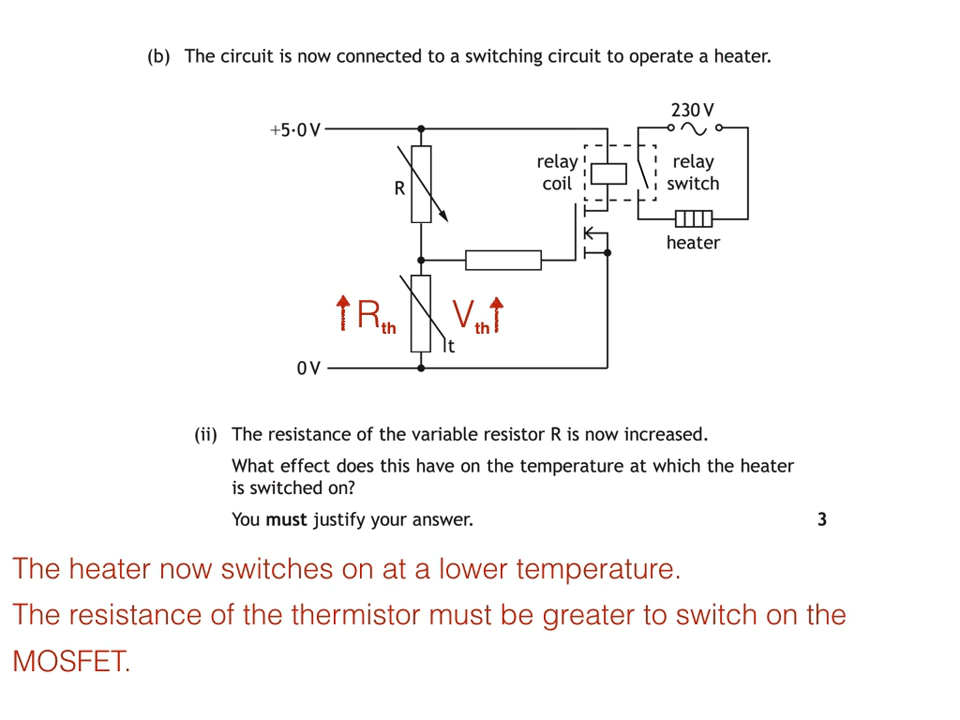 (b) The circuit is now connected to a switching circuit to operate a heater.
230 V
+5·0 V
relay coil
relay switch
R
heater
↑ Rth
Vth ↑
t
0 V
(ii) The resistance of the variable resistor R is now increased.
What effect does this have on the temperature at which the heater
is switched on?
You must justify your answer. 3
The heater now switches on at a lower temperature.
The resistance of the thermistor must be greater to switch on the
MOSFET.